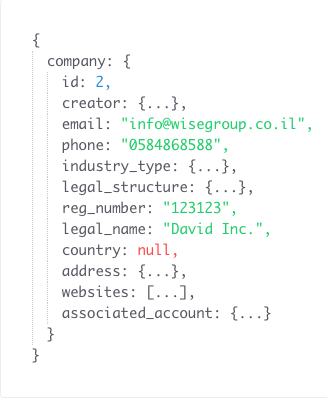 {
company: {
id: 2,
creator: {...},
email: "info@wisegroup.co.il",
phone: "0584868588",
industry_type: {...},
legal_structure: {...},
reg_number: "123123",
legal_name: "David Inc.",
country: null,
address: {...},
websites: [...],
associated_account: {...}
}
}